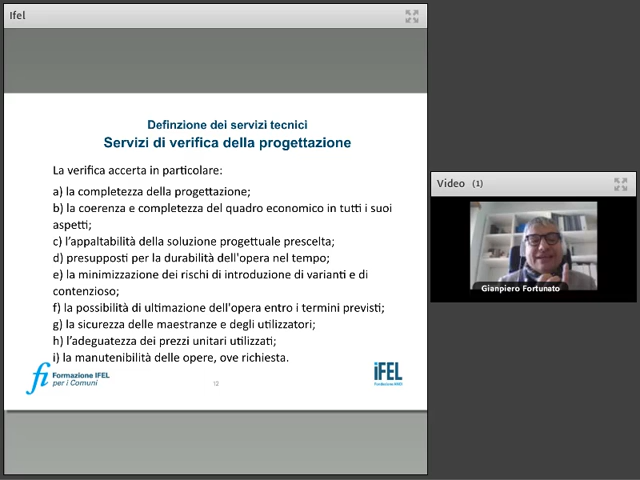 Ifel
Definzione dei servizi tecnici
Servizi di verifica della progettazione
La verifica accerta in particolare:
a) la completezza della progettazione;
b) la coerenza e completezza del quadro economico in tutti i suoi
aspetti;
c) l'appaltabilità della soluzione progettuale prescelta;
d) presupposti per la durabilità dell'opera nel tempo;
e) la minimizzazione dei rischi di introduzione di varianti e di
contenzioso;
f) la possibilità di ultimazione dell'opera entro i termini previsti;
g) la sicurezza delle maestranze e degli utilizzatori;
h) l'adeguatezza dei prezzi unitari utilizzati;
i) la manutenibilità delle opere, ove richiesta.
fi Formazione IFEL
per i Comuni
12
iFEL
Fondazione ANCI
Video (1)
Gianpiero Fortunato